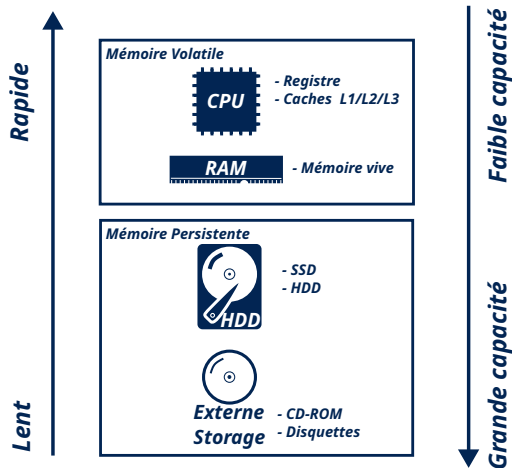 Mémoire Volatile
CPU
- Registre
- Caches L1/L2/L3
RAM
- Mémoire vive
Mémoire Persistente
HDD
- SSD
- HDD
Externe
Storage
- CD-ROM
- Disquettes
Rapide
Lent
Faible capacité
Grande capacité